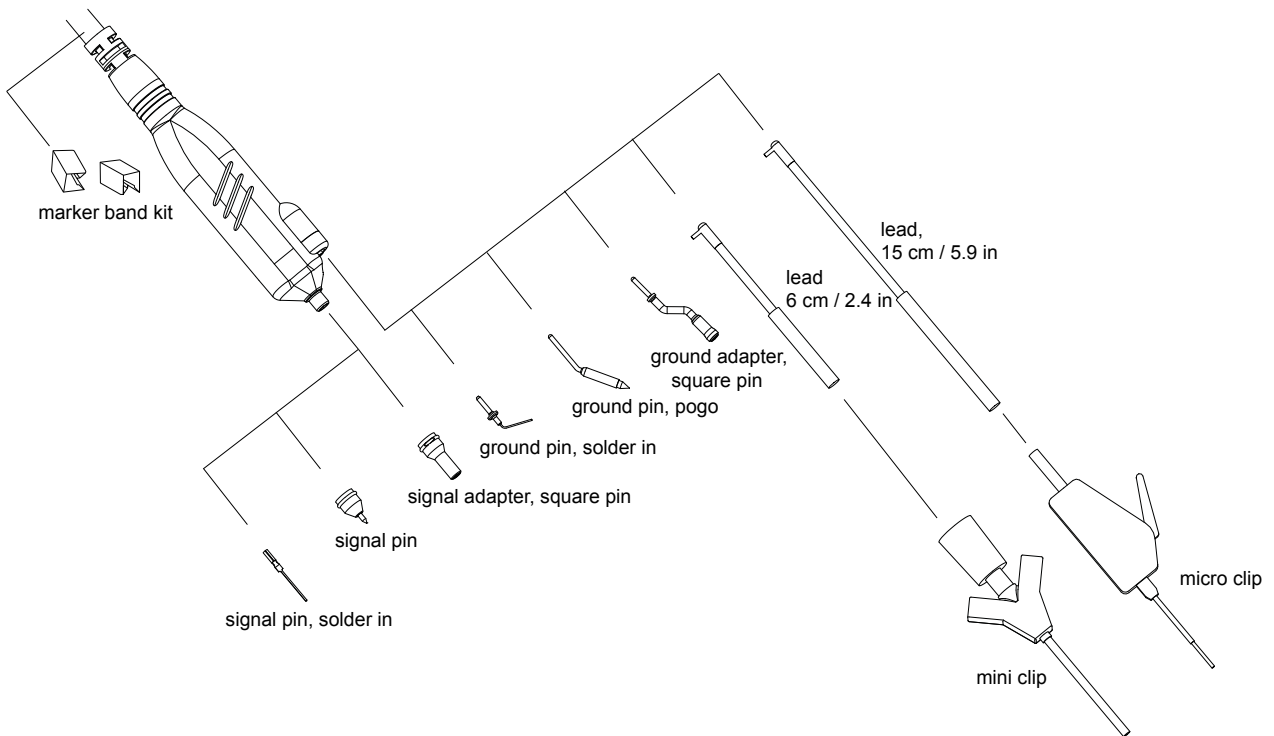 marker band kit
lead,
15 cm / 5.9 in
lead
6 cm / 2.4 in
ground adapter,
square pin
ground pin, pogo
ground pin, solder in
signal adapter, square pin
signal pin
signal pin, solder in
micro clip
mini clip